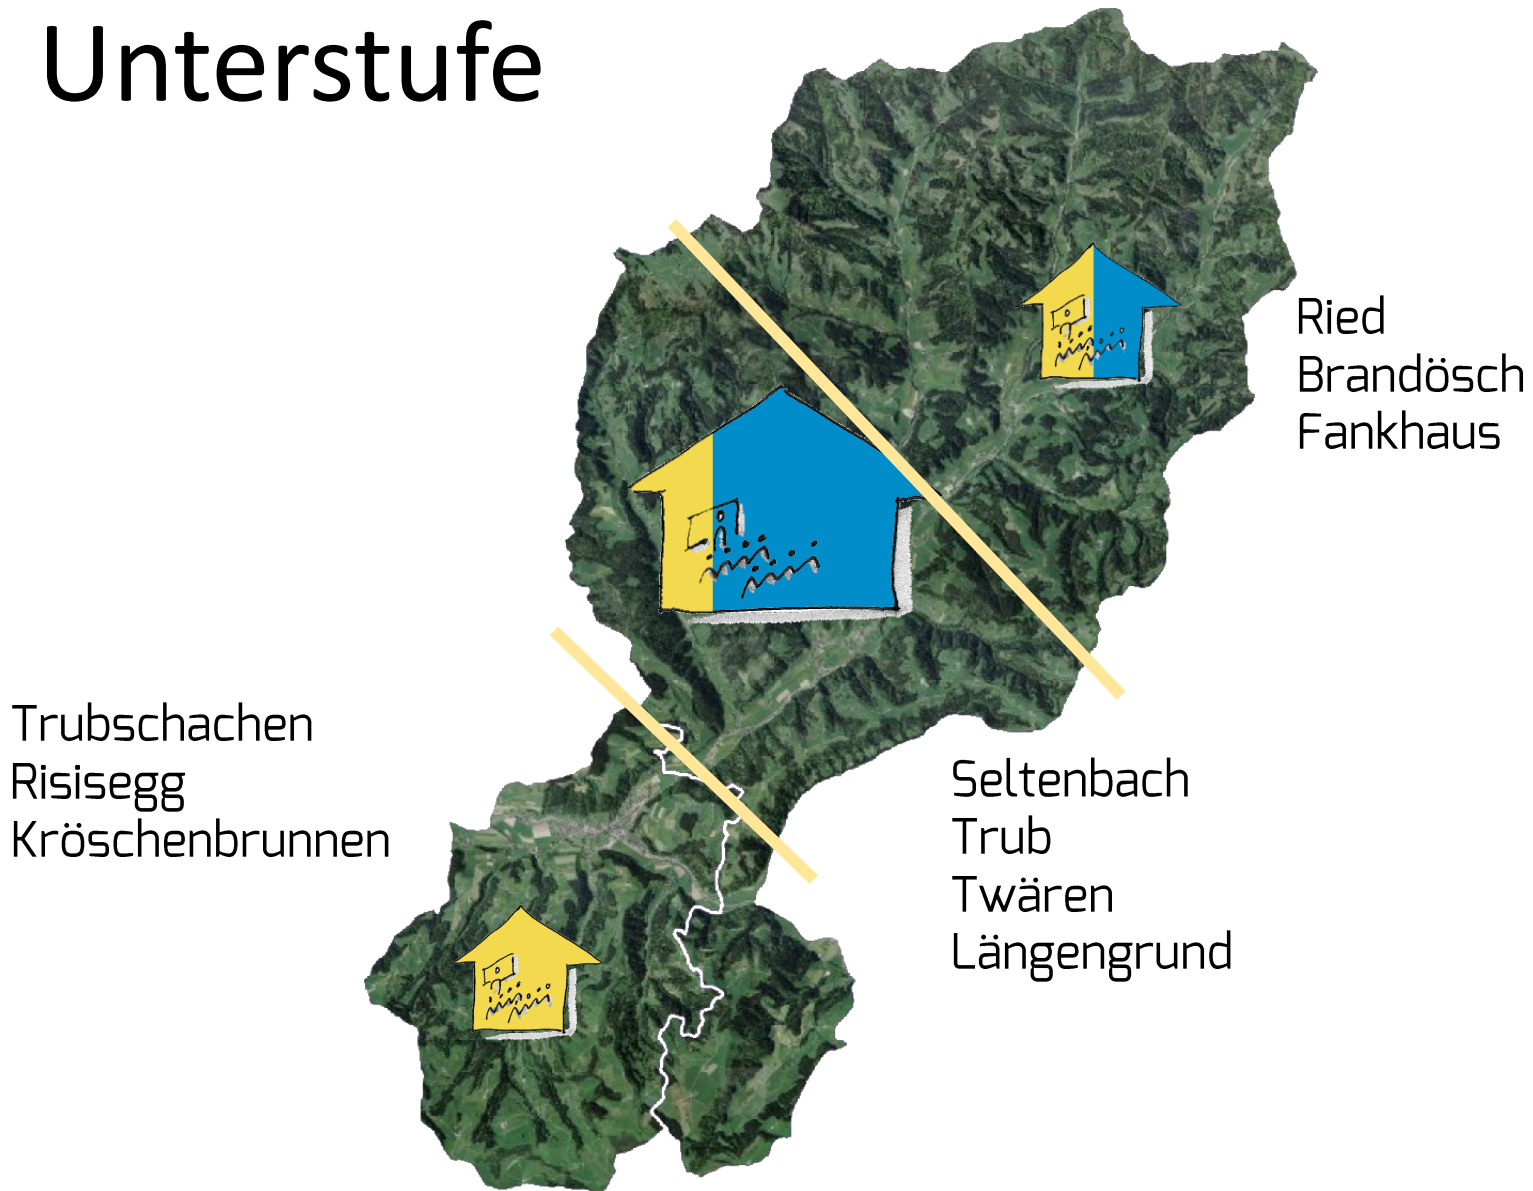 Unterstufe
Ried
Brandösch
Fankhaus
Trubschachen
Risisegg
Kröschenbrunnen
Seltenbach
Trub
Twären
Längengrund